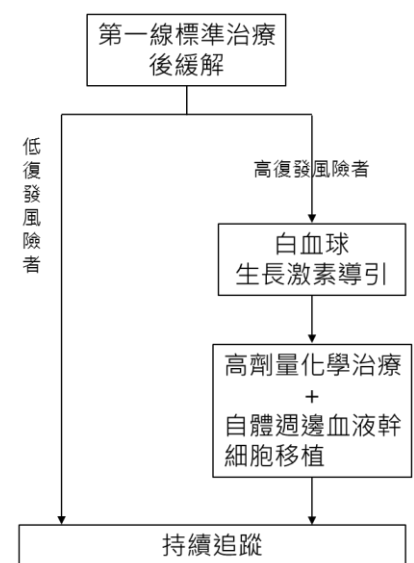 第一線標準治療
後緩解
低復發風險者
高復發風險者
白血球
生長激素導引
高劑量化學治療
+
自體週邊血液幹
細胞移植
持續追蹤